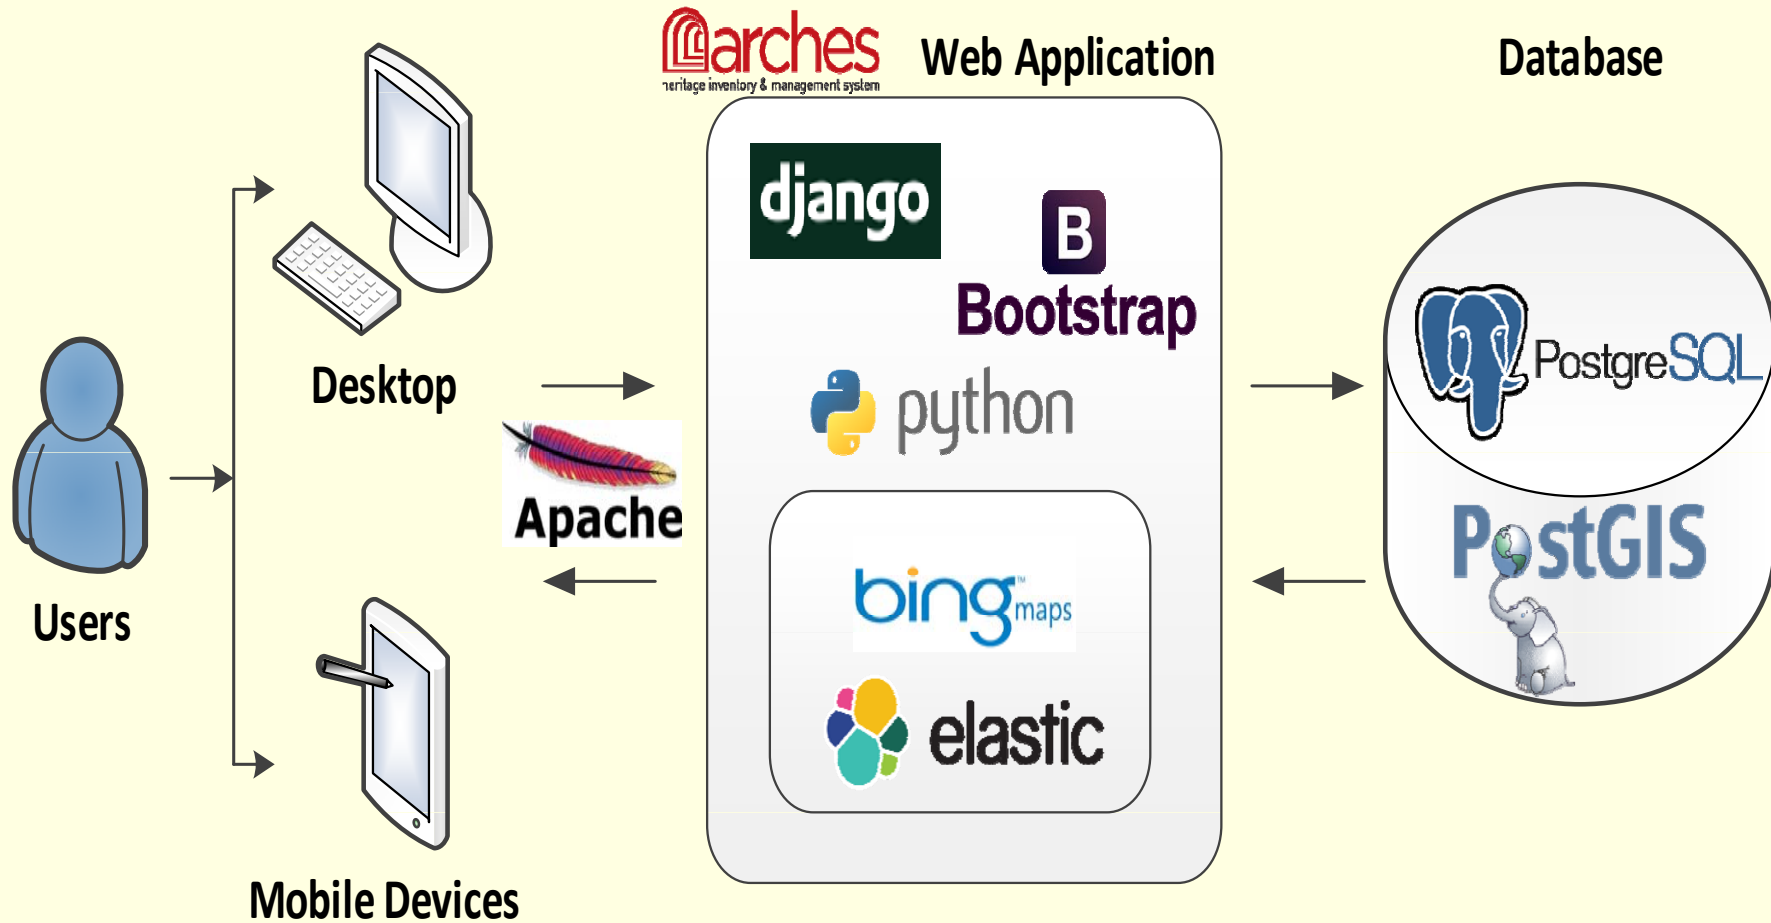 arches
heritage inventory & management system
Web Application
Database
django
B
Bootstrap
python
bing™
maps
elastic
PostgreSQL
PostGIS
Desktop
Apache
Users
Mobile Devices